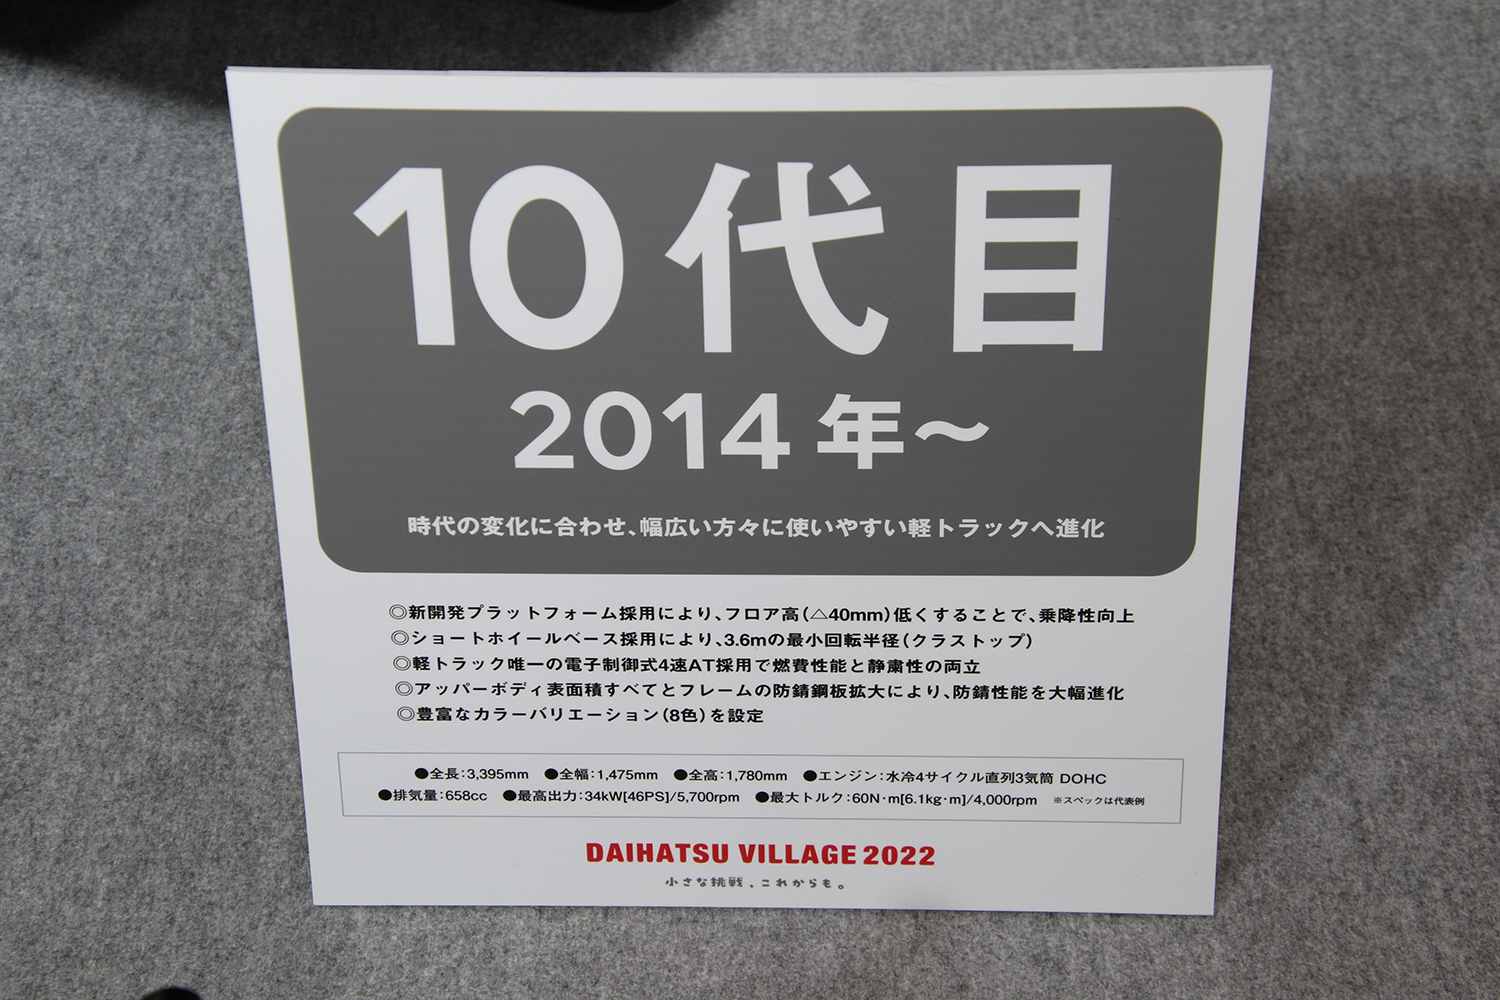 10代目
2014年～
時代の変化に合わせ、幅広い方々に使いやすい軽トラックへ進化
◎新開発プラットフォーム採用により、フロア高（△40mm）低くすることで、乗降性向上
◎ショートホイールベース採用により、3.6mの最小回転半径（クラストップ）
◎軽トラック唯一の電子制御式4速AT採用で燃費性能と静粛性の両立
◎アッパーボディ表面積すべてとフレームの防錆鋼板拡大により、防錆性能を大幅進化
◎豊富なカラーバリエーション（8色）を設定
●全長：3,395mm ●全幅：1,475mm ●全高：1,780mm ●エンジン：水冷4サイクル直列3気筒 DOHC
●排気量：658cc ●最高出力：34kW[46PS]/5,700rpm ●最大トルク：60N･m[6.1kg･m]/4,000rpm ※スペックは代表例
DAIHATSU VILLAGE 2022
小さな挑戦、これからも。